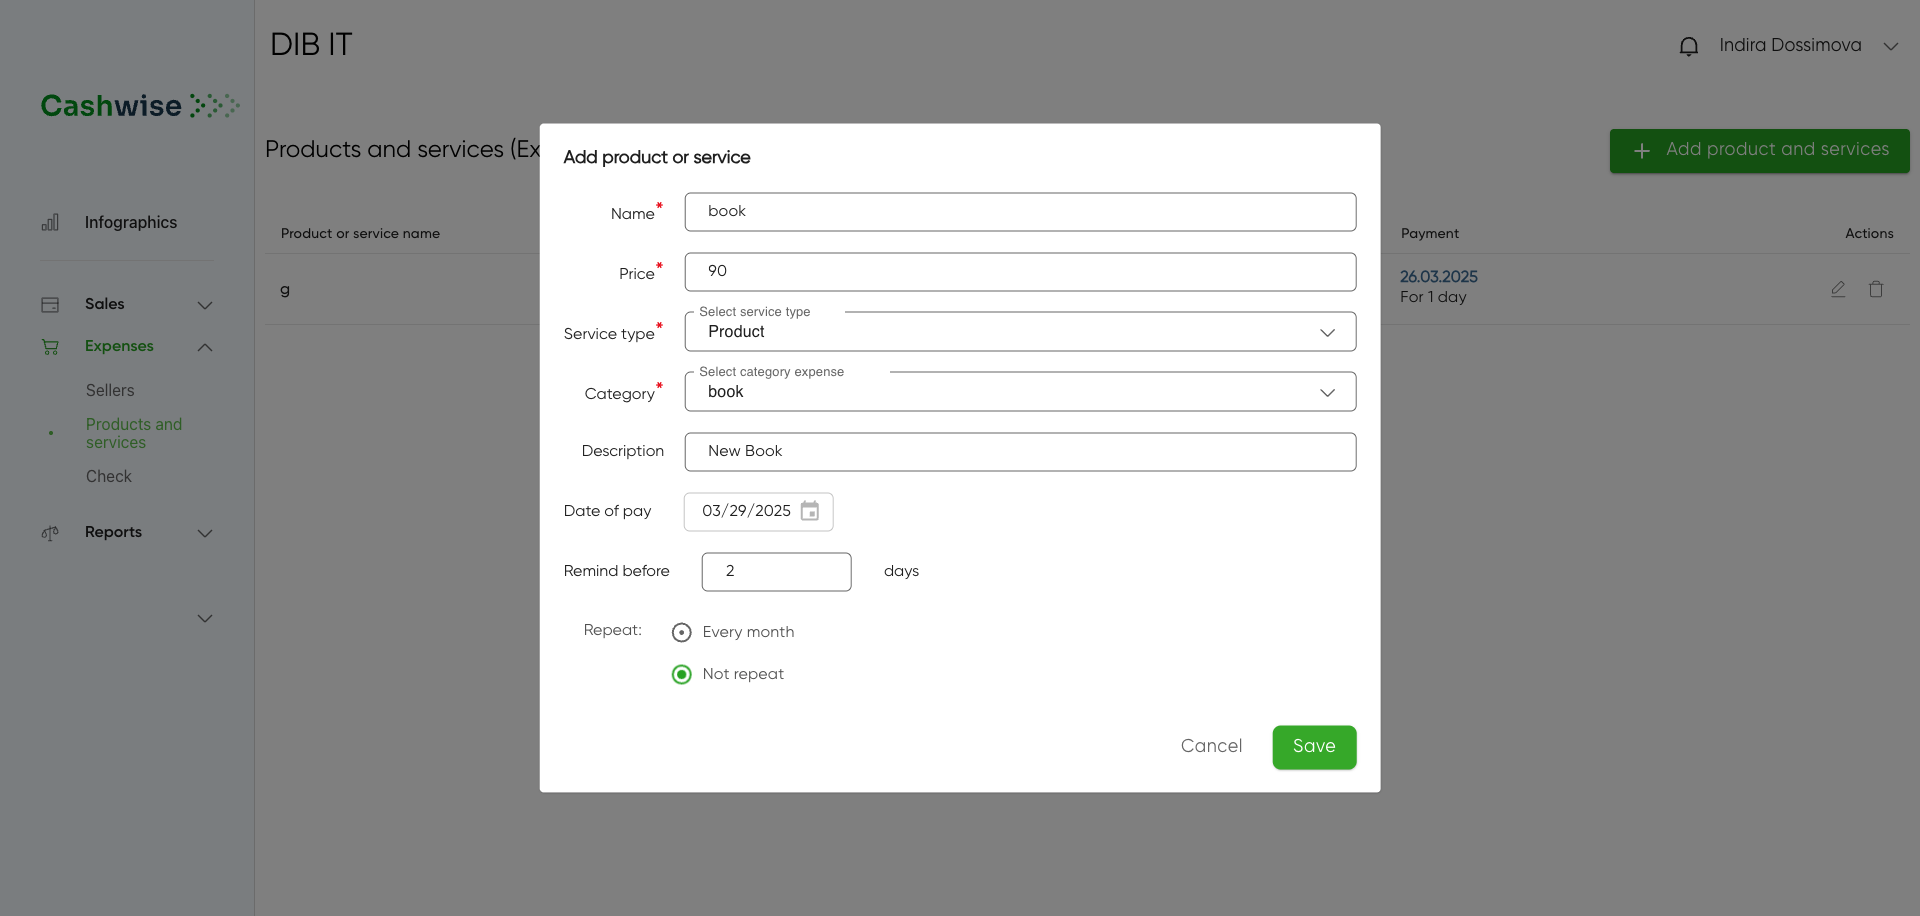 DIB IT
Indira Dossimova
Cashwise
Products and services (Ex
Add product and services
Infographics
Sales
Expenses
Sellers
Products and
services
Check
Reports
Product or service name
Payment
Actions
g
26.03.2025
For 1 day
Add product or service
Name*
book
Price*
90
Service type*
Select service type
Product
Category*
Select category expense
book
Description
New Book
Date of pay
03/29/2025
Remind before
2
days
Repeat:
Every month
Not repeat
Cancel
Save